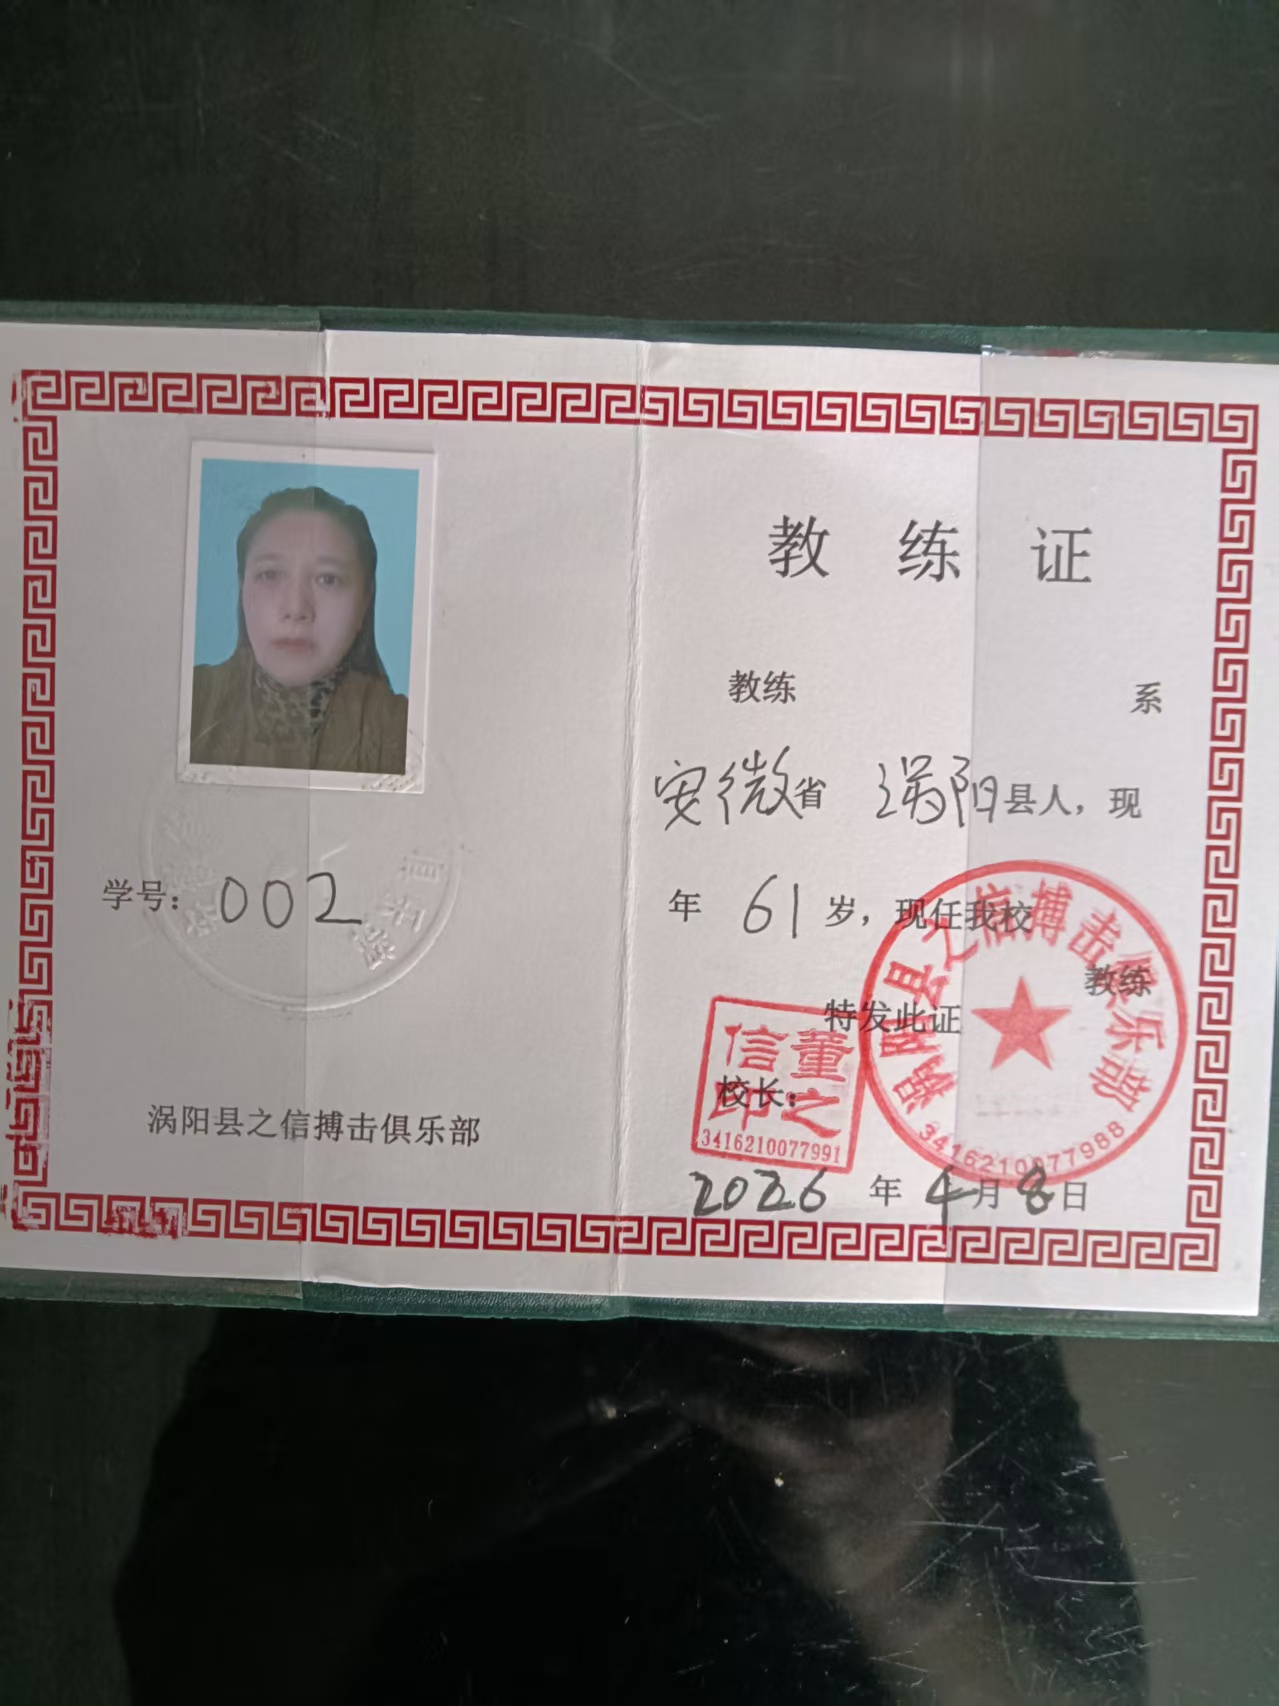 学号：002
涡阳县之信搏击俱乐部
教练证
教练 系
安微省 涡阳县人，现
年 61 岁，现任我校
教练
特发此证
校长：
2026 年 4月 8日
涡阳县之信搏击俱乐部
3416210077988
董之信印
3416210077991